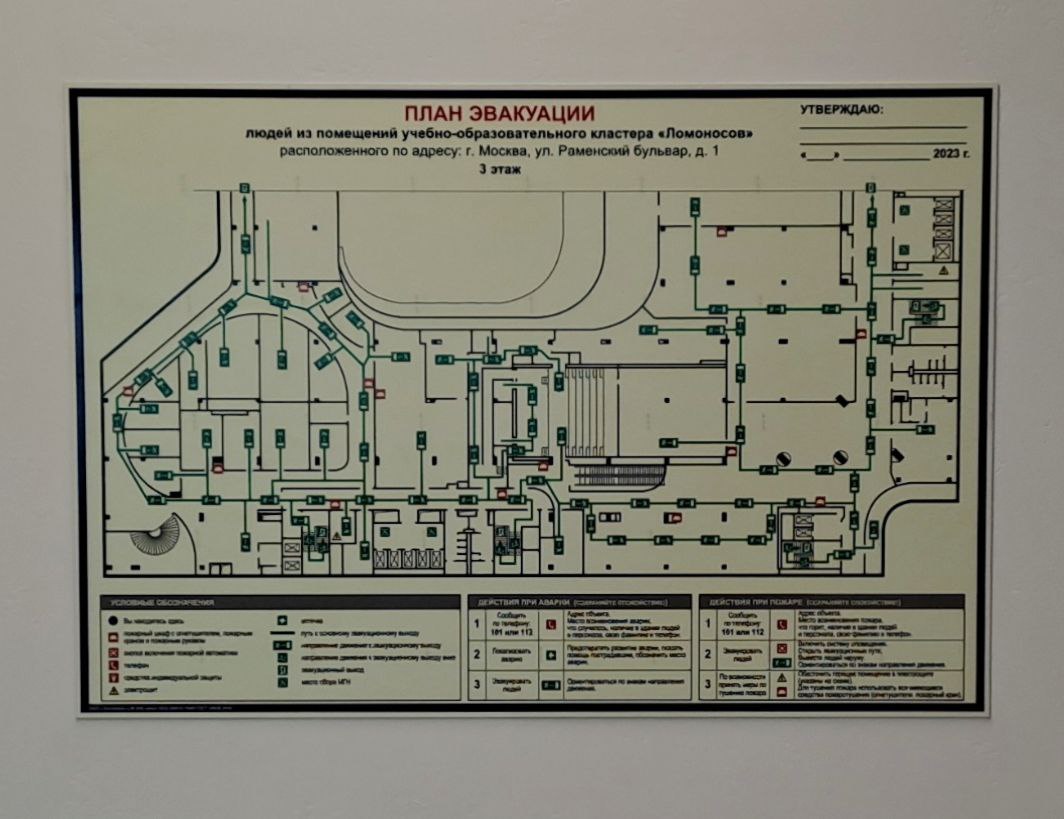 ПЛАН ЭВАКУАЦИИ
людей из помещений учебно-образовательного кластера «Ломоносов»
расположенного по адресу: г. Москва, ул. Раменский бульвар, д. 1
3 этаж
УТВЕРЖДАЮ:
«___» ____________ 2023 г.
УСЛОВНЫЕ ОБОЗНАЧЕНИЯ
Вы находитесь здесь
пожарный шкаф с огнетушителем, пожарным
краном и пожарным рукавом
кнопка включения пожарной автоматики
телефон
средства индивидуальной защиты
электрощит
аптечка
путь к основному эвакуационному выходу
направление движения к эвакуационному выходу
направление движения к эвакуационному выходу вниз
эвакуационный выход
место сбора МГН
ДЕЙСТВИЯ ПРИ АВАРИИ (СОХРАНЯЙТЕ СПОКОЙСТВИЕ!)
1
Сообщить
по телефону:
101 или 112
Адрес объекта.
Место возникновения аварии,
что случилось, наличие в здании людей
и персонала, свою фамилию и телефон.
2
Локализовать
аварию
Предотвратить развитие аварии, оказать
помощь пострадавшим, обозначить место
аварии.
3
Эвакуировать
людей
Ориентироваться по знакам направления
движения.
ДЕЙСТВИЯ ПРИ ПОЖАРЕ (СОХРАНЯЙТЕ СПОКОЙСТВИЕ!)
1
Сообщить
по телефону:
101 или 112
Адрес объекта.
Место возникновения пожара,
что горит, наличие в здании людей
и персонала, свою фамилию и телефон.
2
Эвакуировать
людей
Включить систему оповещения.
Открыть эвакуационные пути.
Вывести людей наружу.
Ориентироваться по знакам направления движения.
3
По возможности
принять меры по
тушению пожара
Обесточить горящее помещение в электрощите
(указаны на схеме).
Для тушения пожара использовать все имеющиеся
средства пожаротушения (огнетушители, пожарный кран).